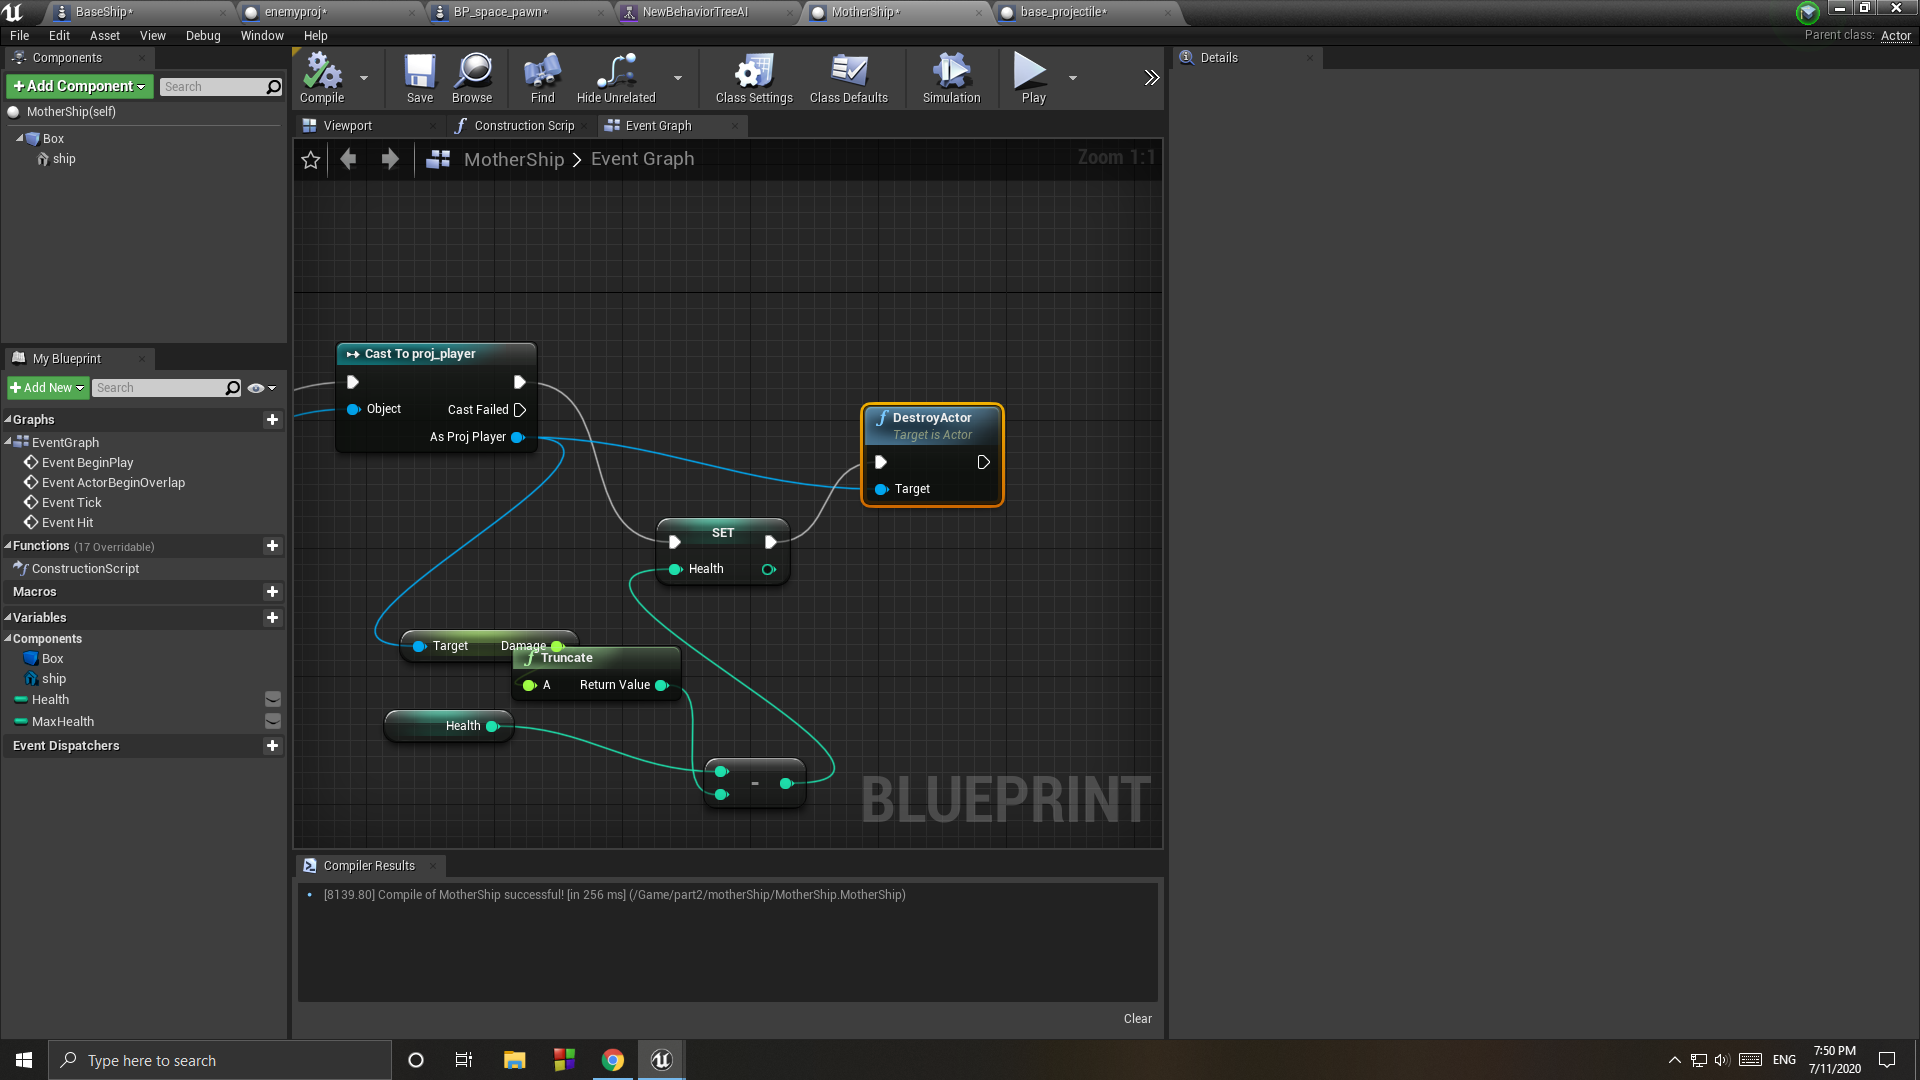 BaseShip*
enemyproj*
BP_space_pawn*
NewBehaviorTreeAI
MotherShip*
base_projectile*
File Edit Asset View Debug Window Help
Parent class: Actor
Components
+ Add Component
Search
MotherShip(self)
Box
ship
Compile
Save
Browse
Find
Hide Unrelated
Class Settings
Class Defaults
Simulation
Play
Details
Viewport
Construction Scrip
Event Graph
MotherShip > Event Graph
Zoom 1:1
My Blueprint
+ Add New
Search
Graphs
EventGraph
Event BeginPlay
Event ActorBeginOverlap
Event Tick
Event Hit
Functions (17 Overridable)
ConstructionScript
Macros
Variables
Components
Box
ship
Health
MaxHealth
Event Dispatchers
Cast To proj_player
Object
Cast Failed
As Proj Player
DestroyActor
Target is Actor
Target
SET
Health
Target
Damage
Truncate
A
Return Value
Health
-
BLUEPRINT
Compiler Results
[8139.80] Compile of MotherShip successful! [in 256 ms] (/Game/part2/motherShip/MotherShip.MotherShip)
Clear
Type here to search
ENG
7:50 PM
7/11/2020